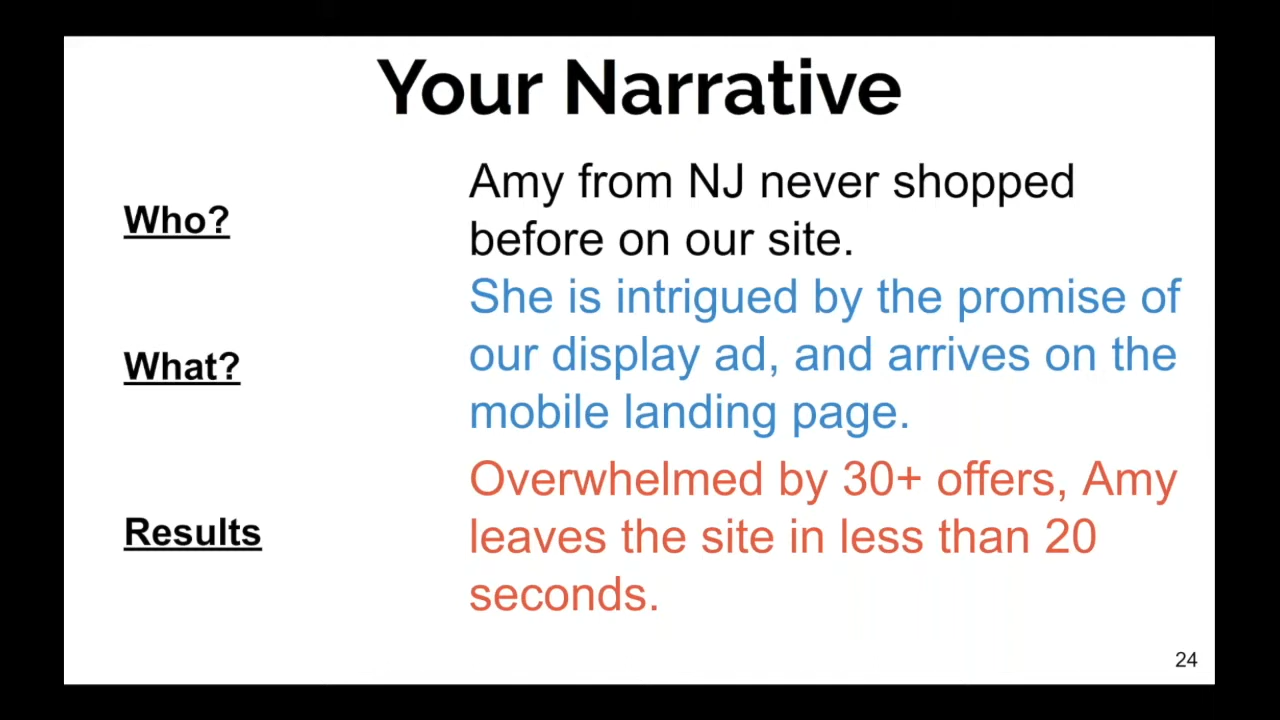 Your Narrative
Who?
Amy from NJ never shopped
before on our site.
What?
She is intrigued by the promise of
our display ad, and arrives on the
mobile landing page.
Results
Overwhelmed by 30+ offers, Amy
leaves the site in less than 20
seconds.
24